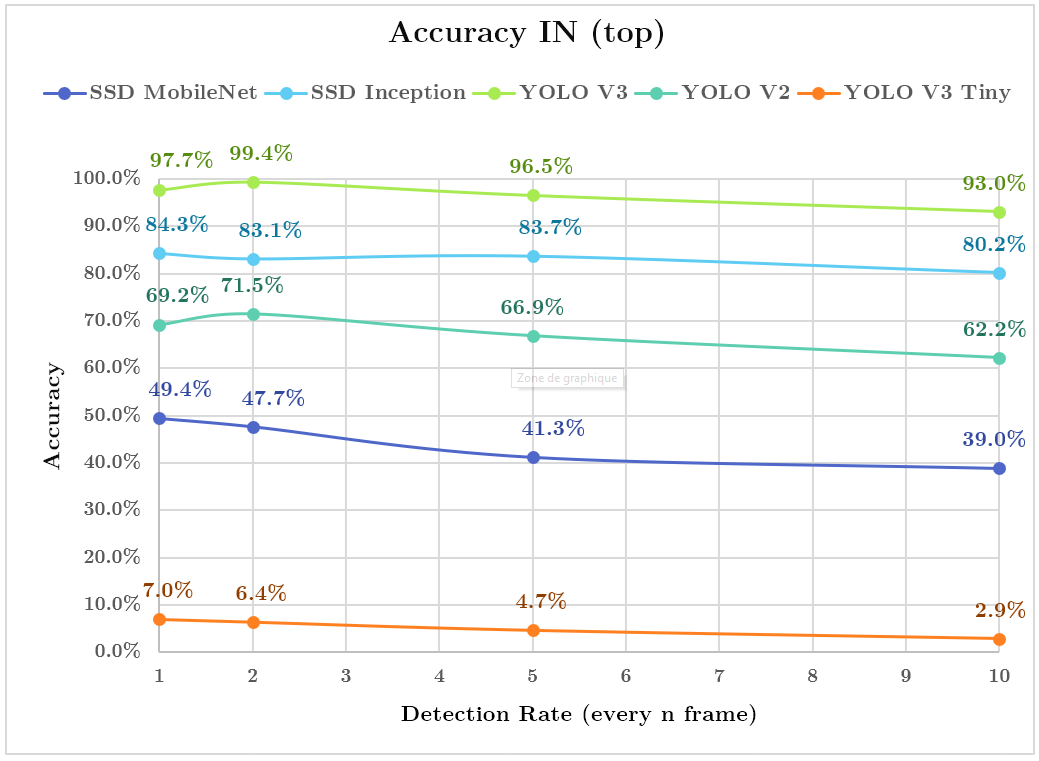 Accuracy IN (top)
SSD MobileNet SSD Inception YOLO V3 YOLO V2 YOLO V3 Tiny
97.7% 99.4% 96.5% 93.0%
100.0%
90.0% 84.3% 83.1% 83.7% 80.2%
80.0%
69.2% 71.5% 66.9% 62.2%
70.0%
60.0%
Zone de graphique
49.4% 47.7% 41.3% 39.0%
50.0%
40.0%
30.0%
20.0%
10.0%
7.0% 6.4% 4.7% 2.9%
0.0%
Accuracy
1 2 3 4 5 6 7 8 9 10
Detection Rate (every n frame)